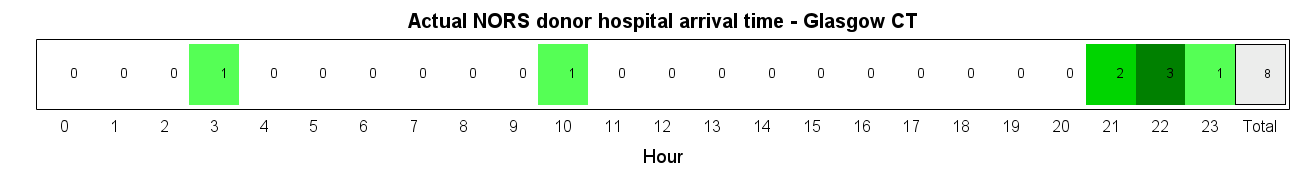 Actual NORS donor hospital arrival time - Glasgow CT
0 0 0 1 0 0 0 0 0 0 1 0 0 0 0 0 0 0 0 0 0 2 3 1 8
0 1 2 3 4 5 6 7 8 9 10 11 12 13 14 15 16 17 18 19 20 21 22 23 Total
Hour